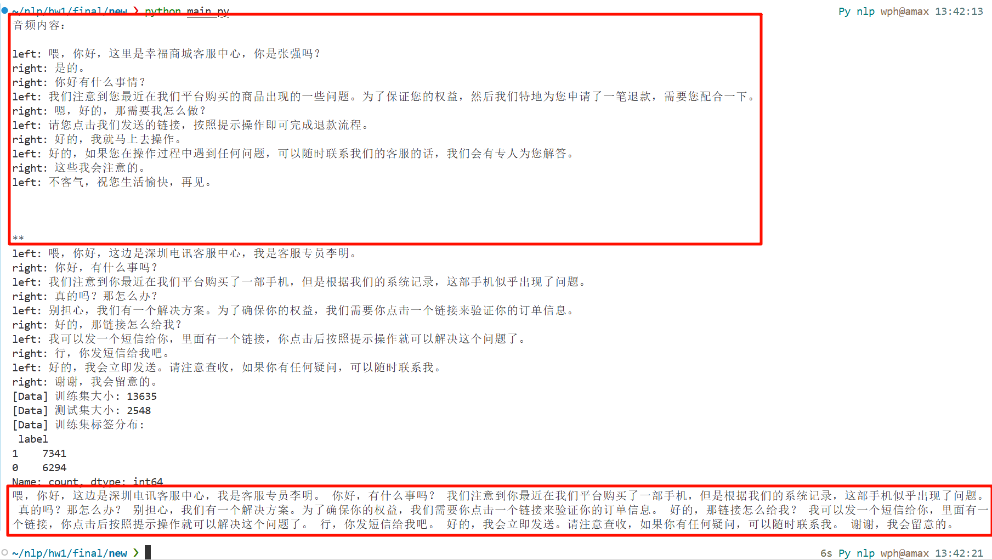 ~/nlp/hw1/final/new ❯ python main.py Py nlp wph@amax 13:42:13
音频内容：
left: 喂，你好，这里是幸福商城客服中心，你是张强吗？
right: 是的。
right: 你好有什么事情？
left: 我们注意到您最近在我们平台购买的商品出现的一些问题。为了保证您的权益，然后我们特地为您申请了一笔退款，需要您配合一下。
right: 嗯，好的，那需要我怎么做？
left: 请您点击我们发送的链接，按照提示操作即可完成退款流程。
right: 好的，我就马上去操作。
left: 好的，如果您在操作过程中遇到任何问题，可以随时联系我们的客服的话，我们会有专人为您解答。
right: 这些我会注意的。
left: 不客气，祝您生活愉快，再见。
**
left: 喂，你好，这边是深圳电讯客服中心，我是客服专员李明。
right: 你好，有什么事吗？
left: 我们注意到你最近在我们平台购买了一部手机，但是根据我们的系统记录，这部手机似乎出现了问题。
right: 真的吗？那怎么办？
left: 别担心，我们有一个解决方案。为了确保你的权益，我们需要你点击一个链接来验证你的订单信息。
right: 好的，那链接怎么给我？
left: 我可以发一个短信给你，里面有一个链接，你点击后按照提示操作就可以解决这个问题了。
right: 行，你发短信给我吧。
left: 好的，我会立即发送。请注意查收，如果你有任何疑问，可以随时联系我。
right: 谢谢，我会留意的。
[Data] 训练集大小: 13635
[Data] 测试集大小: 2548
[Data] 训练集标签分布:
label
1 7341
0 6294
Name: count, dtype: int64
喂，你好，这边是深圳电讯客服中心，我是客服专员李明。 你好，有什么事吗？ 我们注意到你最近在我们平台购买了一部手机，但是根据我们的系统记录，这部手机似乎出现了问题。
真的吗？那怎么办？ 别担心，我们有一个解决方案。为了确保你的权益，我们需要你点击一个链接来验证你的订单信息。 好的，那链接怎么给我？ 我可以发一个短信给你，里面有一
个链接，你点击后按照提示操作就可以解决这个问题了。 行，你发短信给我吧。 好的，我会立即发送。请注意查收，如果你有任何疑问，可以随时联系我。 谢谢，我会留意的。
~/nlp/hw1/final/new ❯ 6s Py nlp wph@amax 13:42:21